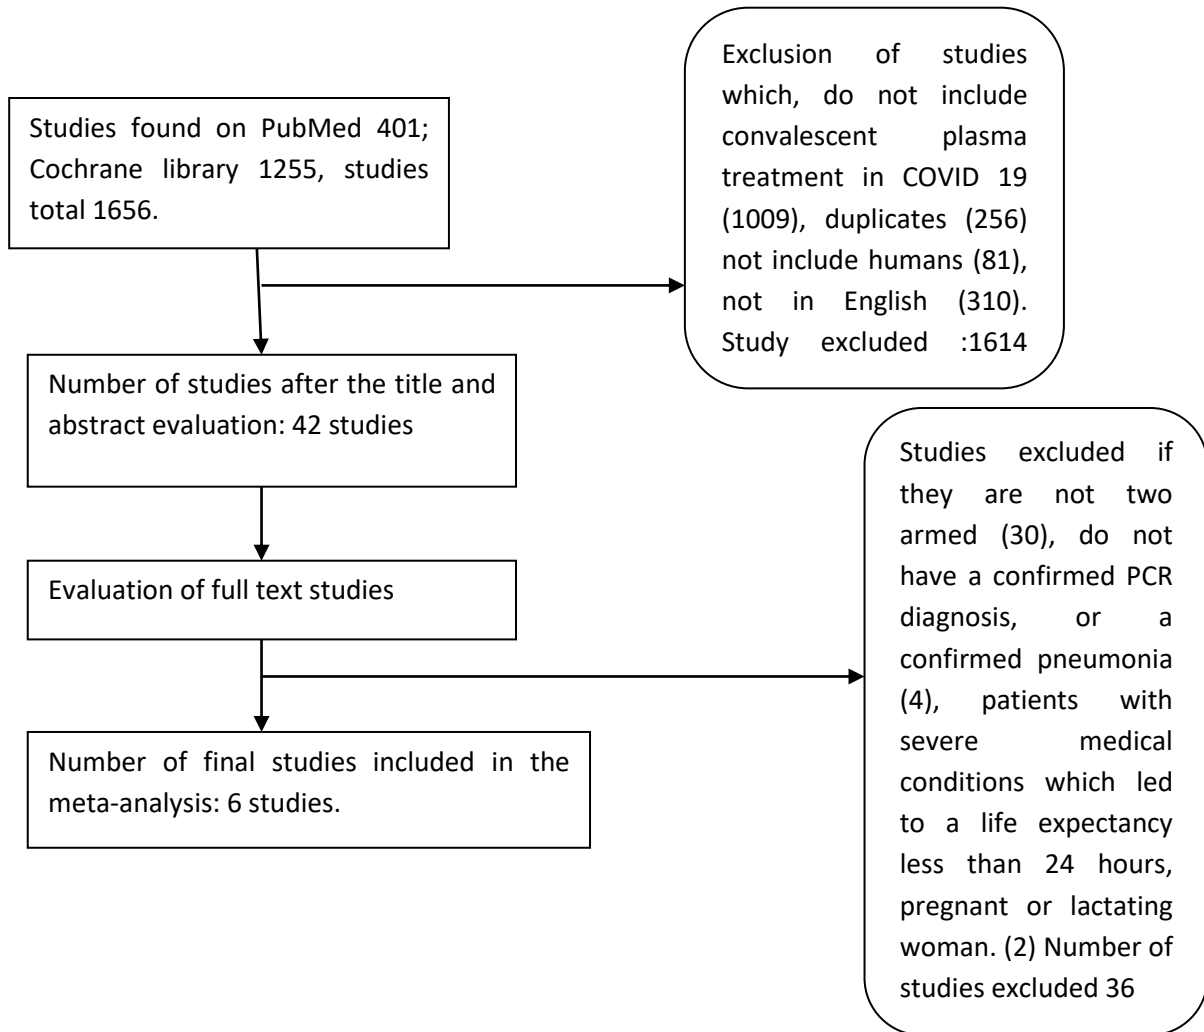 Studies found on PubMed 401;
Cochrane library 1255, studies
total 1656.
Exclusion of studies
which, do not include
convalescent plasma
treatment in COVID 19
(1009), duplicates (256)
not include humans (81),
not in English (310).
Study excluded :1614
Number of studies after the title and
abstract evaluation: 42 studies
Evaluation of full text studies
Studies excluded if
they are not two
armed (30), do not
have a confirmed PCR
diagnosis, or a
confirmed pneumonia
(4), patients with
severe medical
conditions which led
to a life expectancy
less than 24 hours,
pregnant or lactating
woman. (2) Number of
studies excluded 36
Number of final studies included in the
meta-analysis: 6 studies.